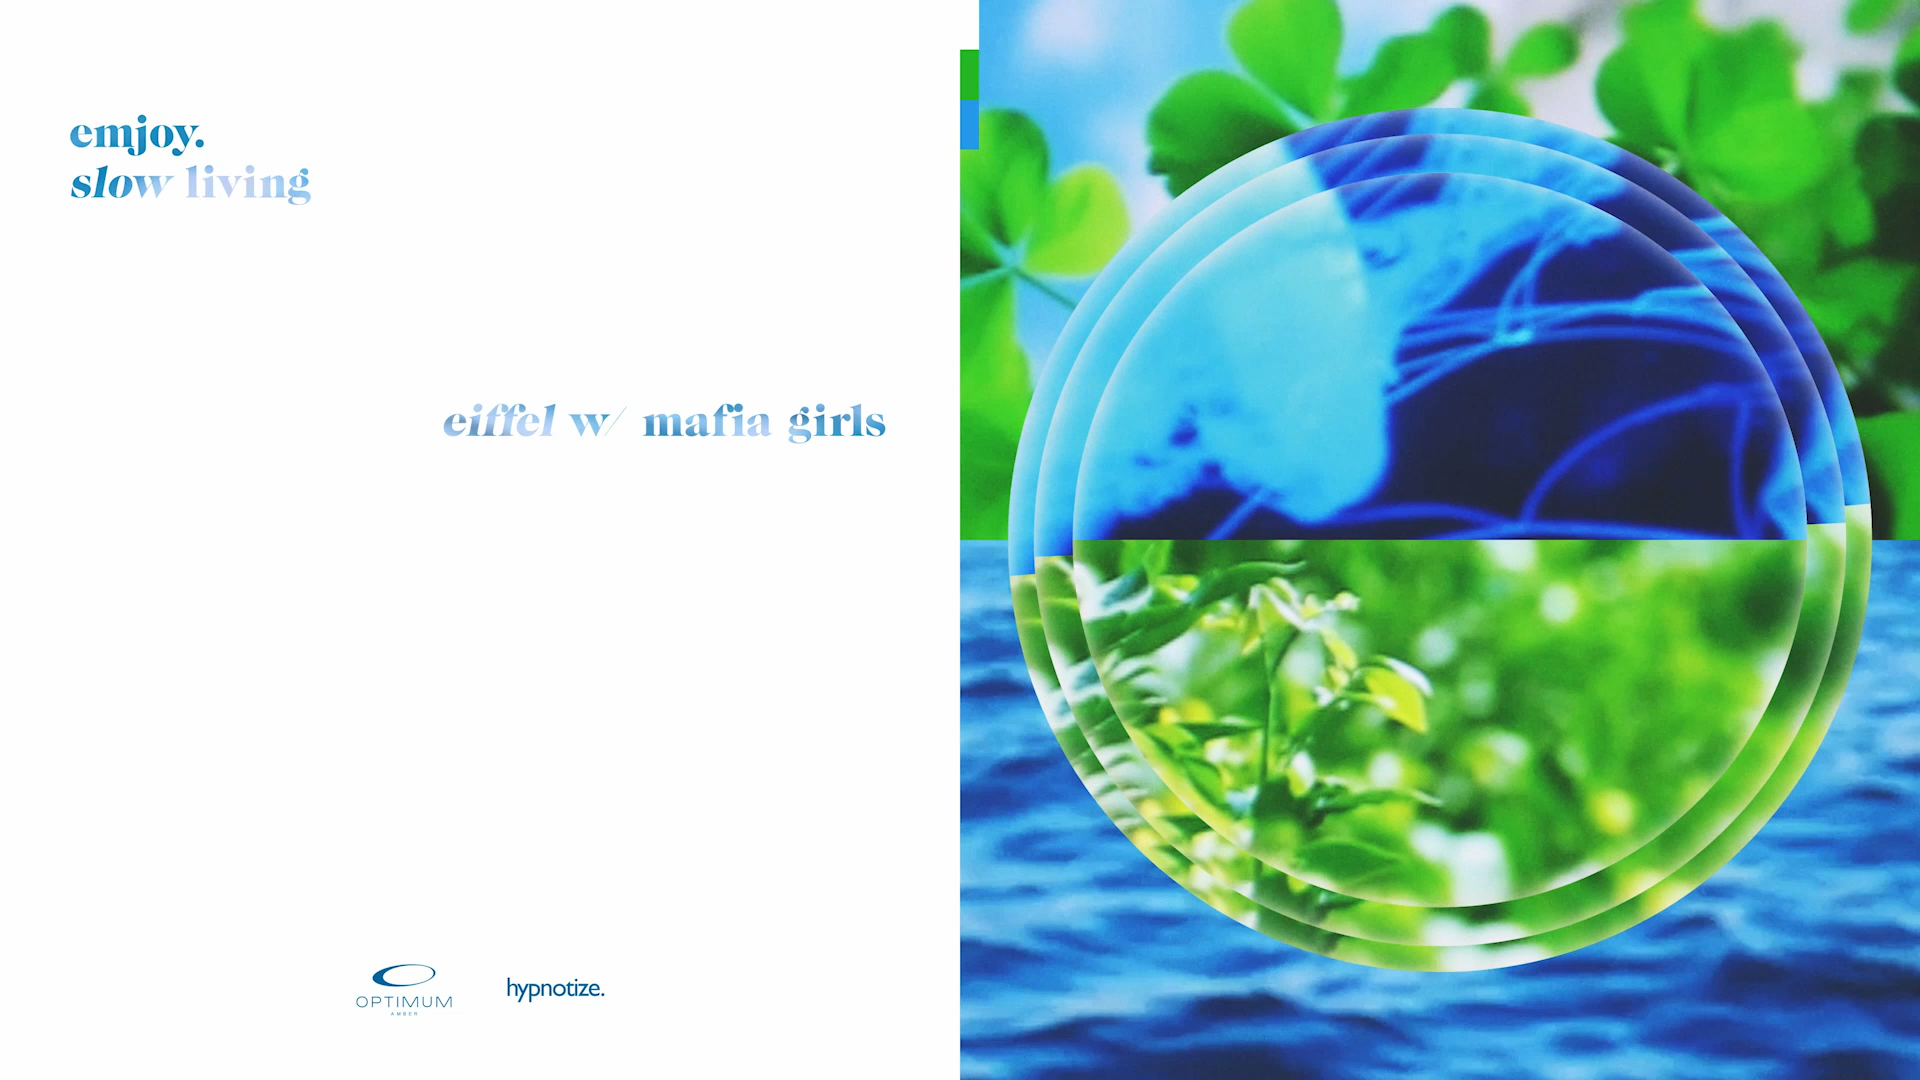 emjoy.
slow living
eiffel w/ mafia girls
OPTIMUM
AMBER
hypnotize.